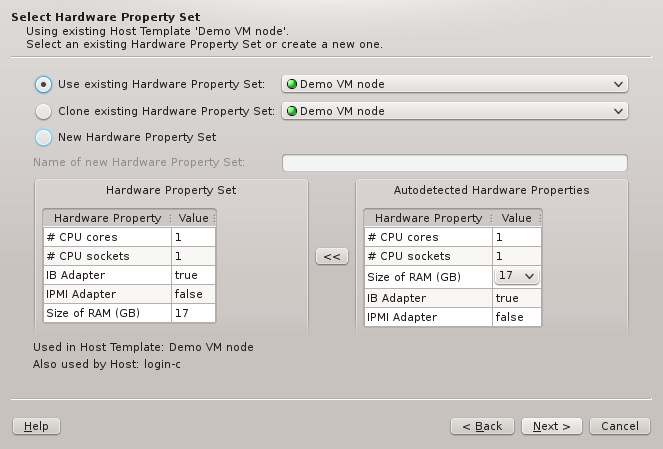 Select Hardware Property Set
Using existing Host Template 'Demo VM node'.
Select an existing Hardware Property Set or create a new one.
Use existing Hardware Property Set: Demo VM node
Clone existing Hardware Property Set: Demo VM node
New Hardware Property Set
Name of new Hardware Property Set:
Hardware Property Set
Hardware Property Value
# CPU cores 1
# CPU sockets 1
IB Adapter true
IPMI Adapter false
Size of RAM (GB) 17
<<
Autodetected Hardware Properties
Hardware Property Value
# CPU cores 1
# CPU sockets 1
Size of RAM (GB) 17
IB Adapter true
IPMI Adapter false
Used in Host Template: Demo VM node
Also used by Host: login-c
Help < Back Next > Cancel